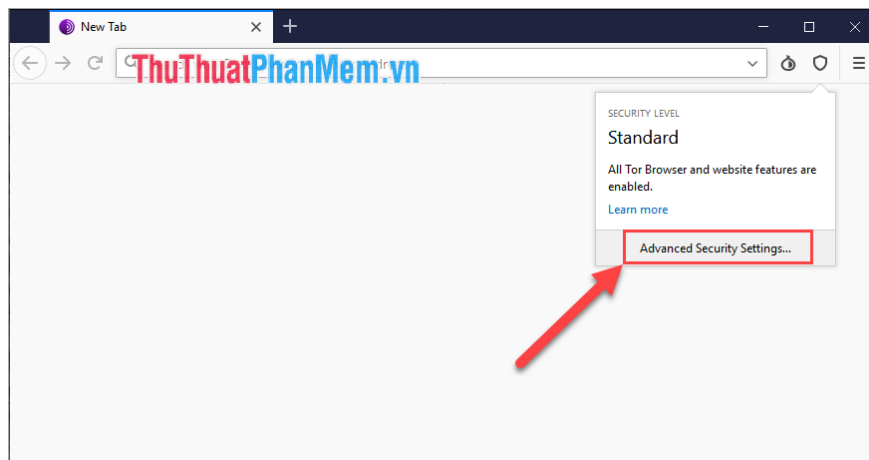 New Tab
ThuThuatPhanMem.vn
SECURITY LEVEL
Standard
All Tor Browser and website features are
enabled.
Learn more
Advanced Security Settings...